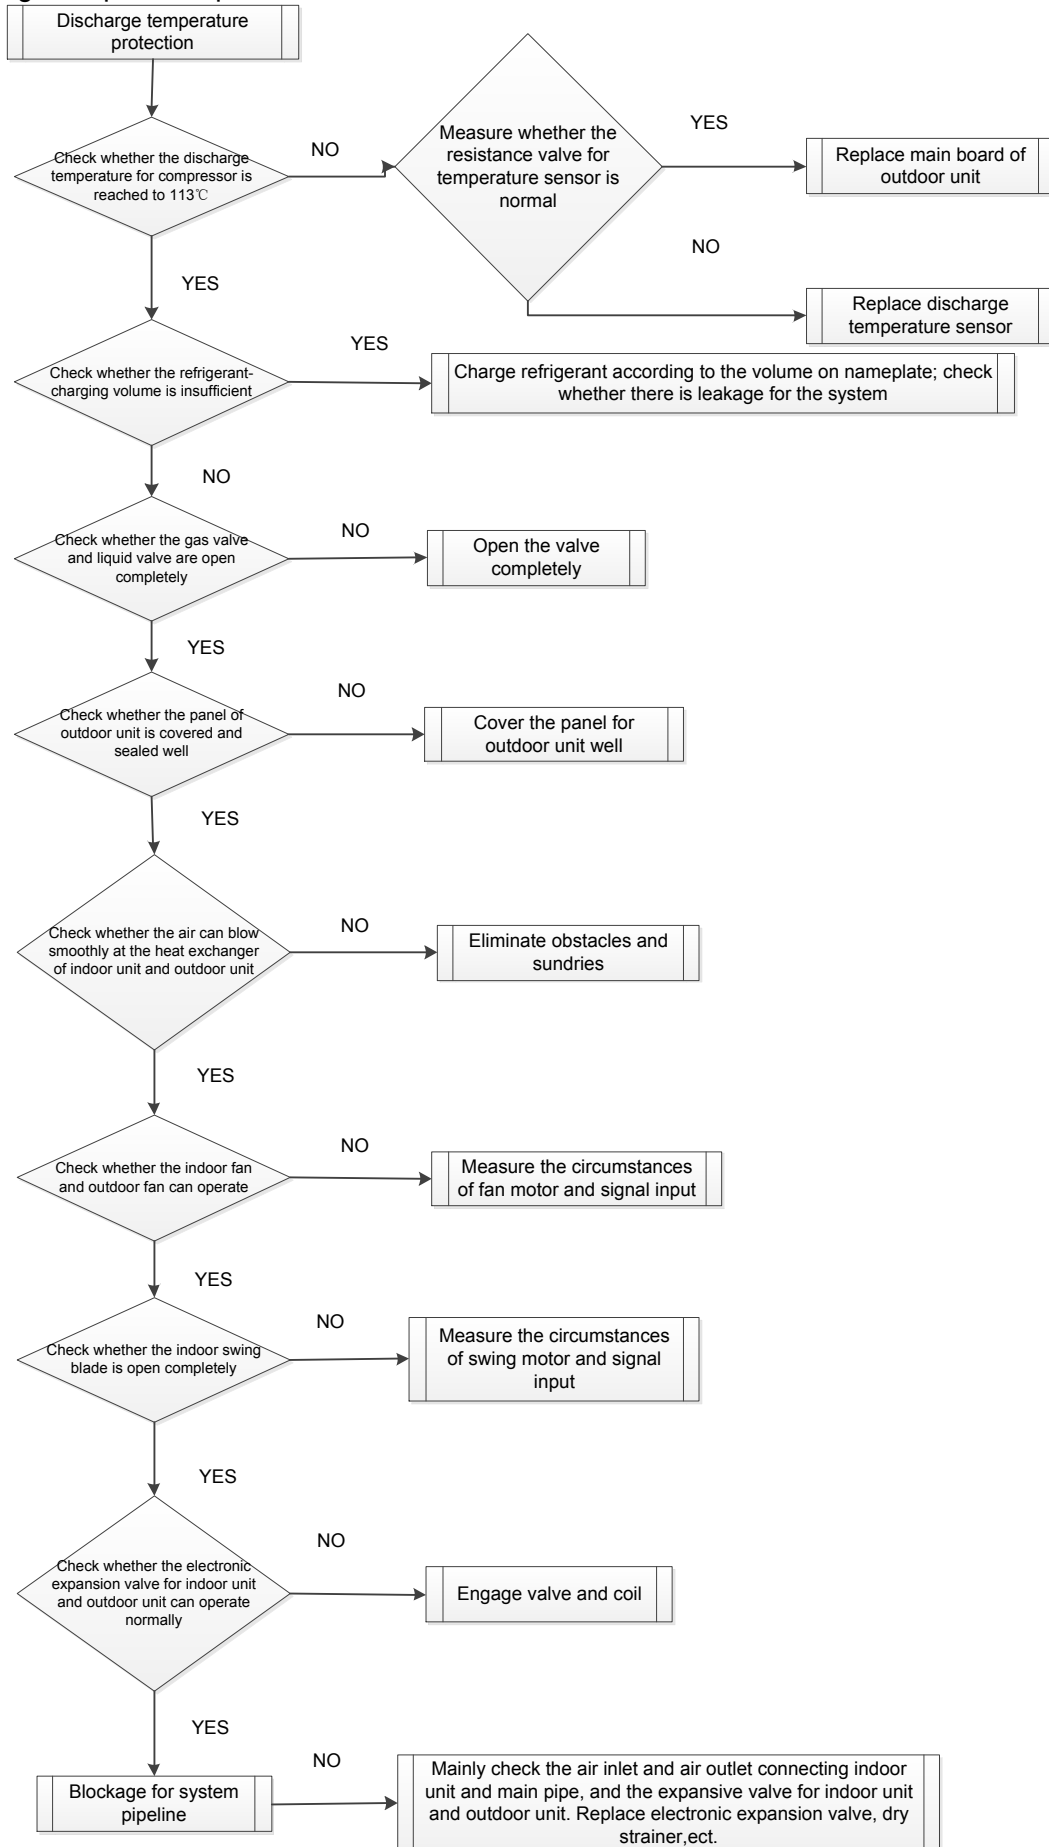 Discharge temperature
protection
Check whether the discharge
temperature for compressor is
reached to 113℃
NO
Measure whether the
resistance valve for
temperature sensor is
normal
YES
Replace main board of
outdoor unit
NO
Replace discharge
temperature sensor
YES
Check whether the refrigerant-
charging volume is insufficient
YES
Charge refrigerant according to the volume on nameplate; check
whether there is leakage for the system
NO
Check whether the gas valve
and liquid valve are open
completely
NO
Open the valve
completely
YES
Check whether the panel of
outdoor unit is covered and
sealed well
NO
Cover the panel for
outdoor unit well
YES
Check whether the air can blow
smoothly at the heat exchanger
of indoor unit and outdoor unit
NO
Eliminate obstacles and
sundries
YES
Check whether the indoor fan
and outdoor fan can operate
NO
Measure the circumstances
of fan motor and signal input
YES
Check whether the indoor swing
blade is open completely
NO
Measure the circumstances
of swing motor and signal
input
YES
Check whether the electronic
expansion valve for indoor unit
and outdoor unit can operate
normally
NO
Engage valve and coil
YES
Blockage for system
pipeline
NO
Mainly check the air inlet and air outlet connecting indoor
unit and main pipe, and the expansive valve for indoor unit
and outdoor unit. Replace electronic expansion valve, dry
strainer,ect.